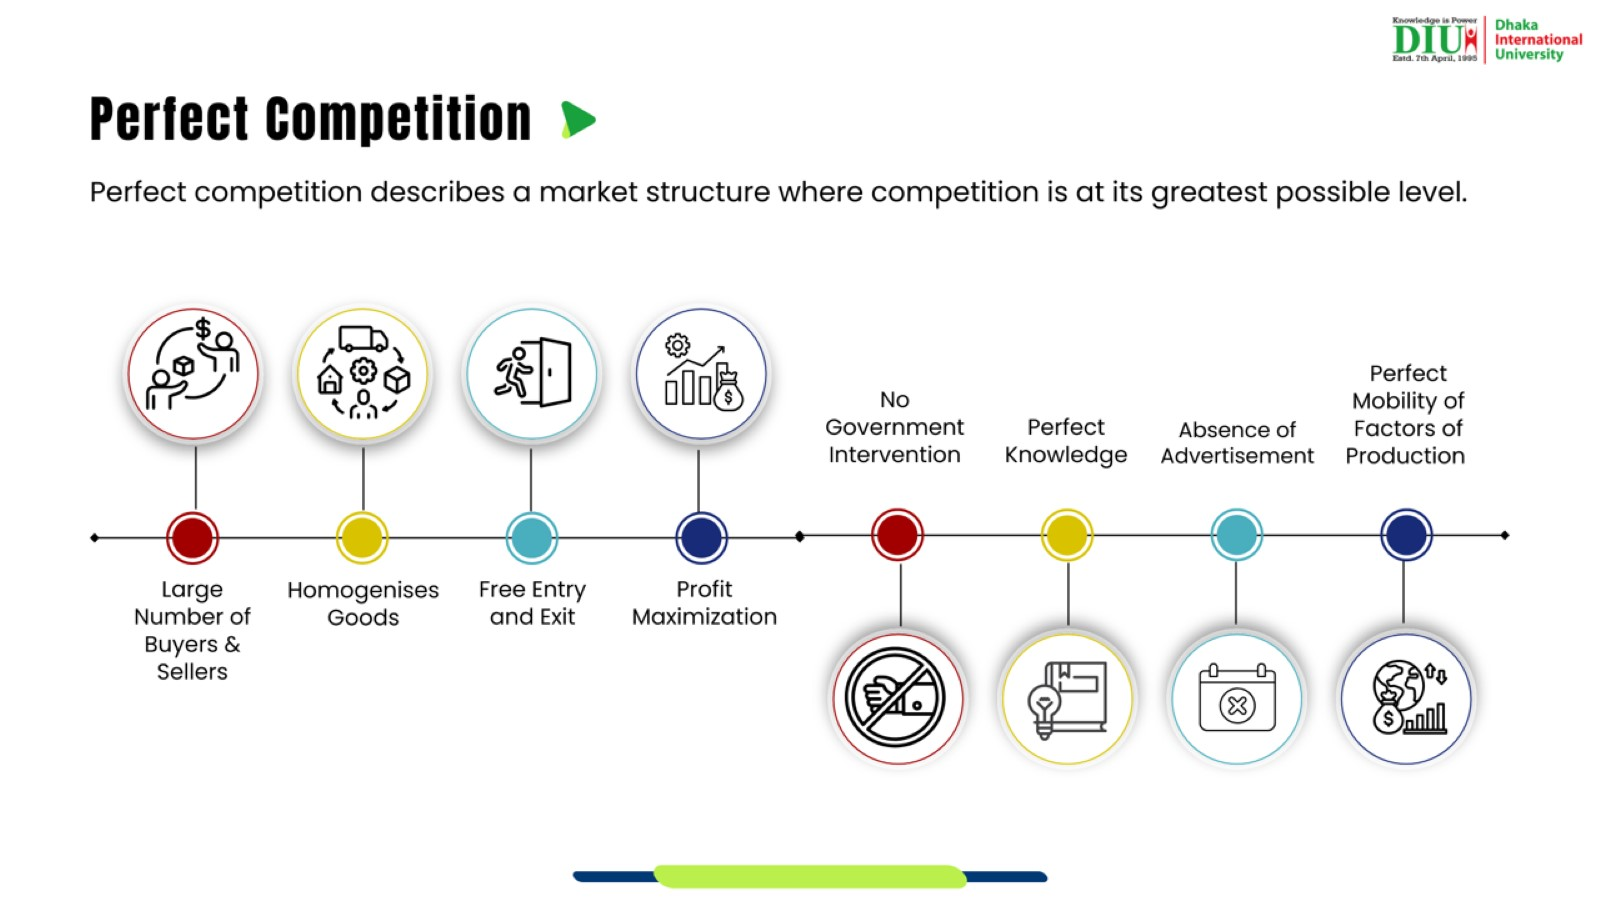 Knowledge is Power
DIU
Estd. 7th April, 1995
Dhaka
International
University
Perfect Competition
Perfect competition describes a market structure where competition is at its greatest possible level.
$
$
Large
Number of
Buyers &
Sellers
Homogenises
Goods
Free Entry
and Exit
Profit
Maximization
No
Government
Intervention
Perfect
Knowledge
Absence of
Advertisement
Perfect
Mobility of
Factors of
Production
$